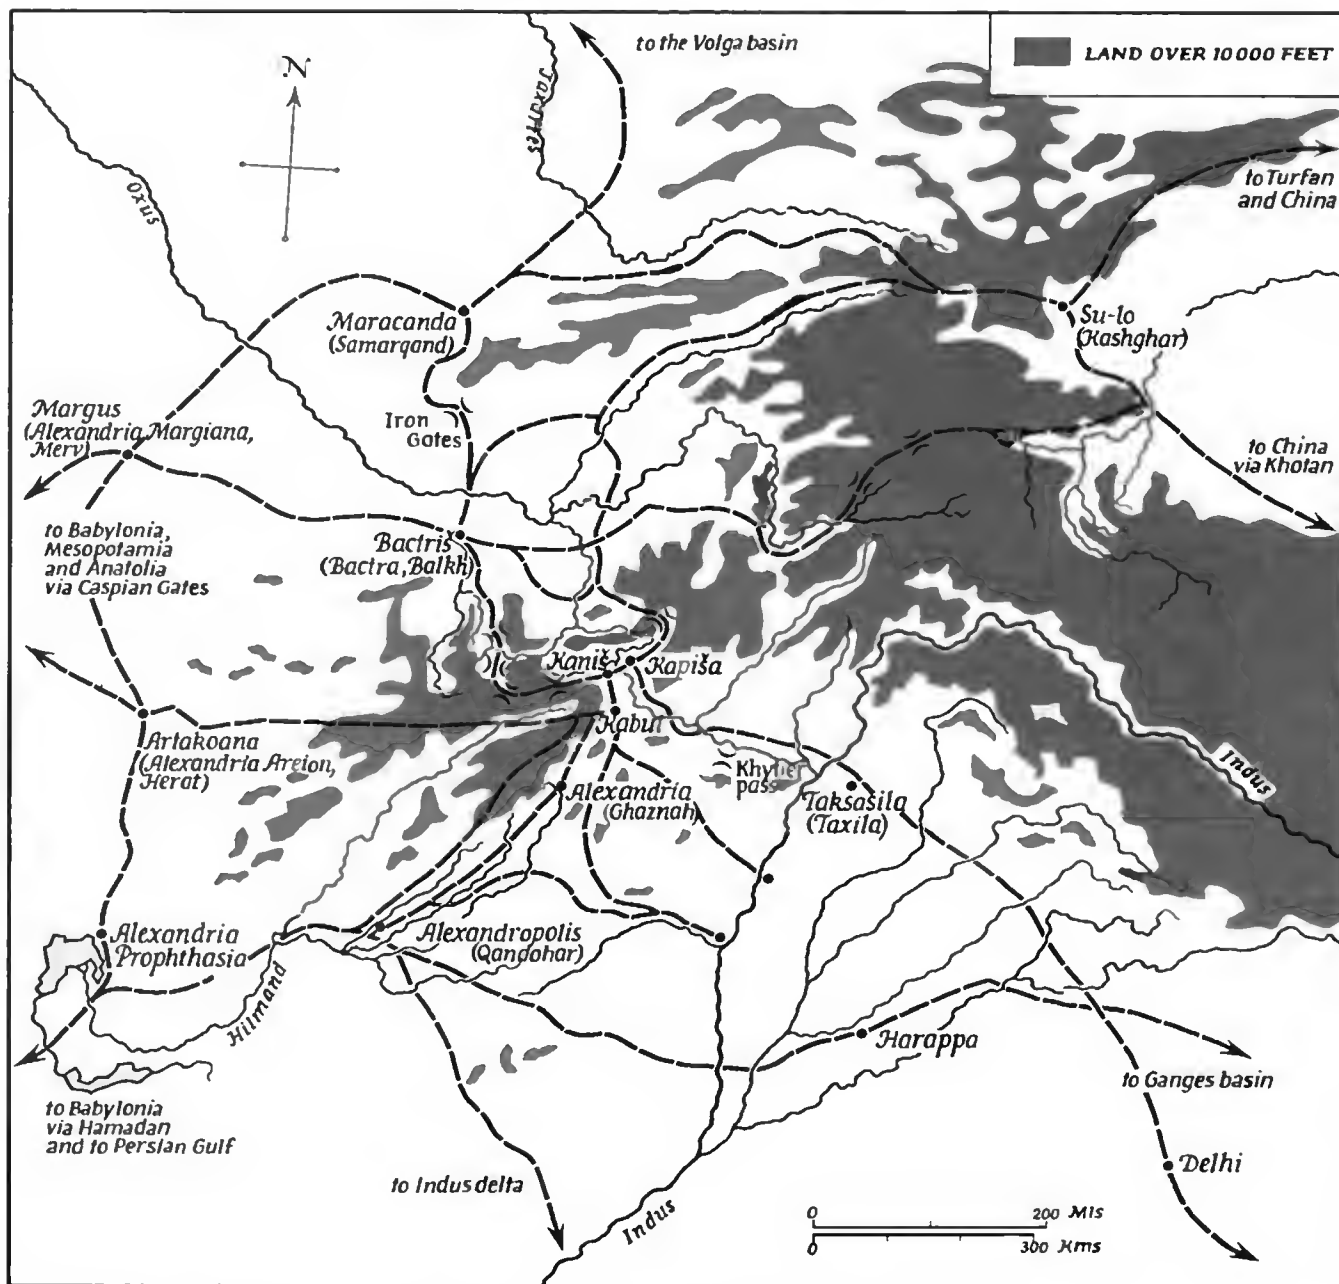 to the Volga basin
LAND OVER 10 000 FEET
N
Jaxartes
Oxus
to Turfan
and China
Maracanda
(Samarqand)
Su-lo
(Kashghar)
Margus
(Alexandria Margiana,
Merv)
Iron
Gates
to China
via Khotan
to Babylonia,
Mesopotamia
and Anatolia
via Caspian Gates
Bactriš
(Bactra, Balkh)
Kaniš
Kapiša
Kabul
Artakoana
(Alexandria Areion,
Herat)
Khyber
pass
Indus
Alexandria
(Ghaznah)
Taksašila
(Taxila)
Alexandria
Prophthasia
Alexandropolis
(Qandahar)
Hilmand
Harappa
to Ganges basin
to Babylonia
via Hamadan
and to Persian Gulf
to Indus delta
Indus
Delhi
0 200 Mls
0 300 Kms